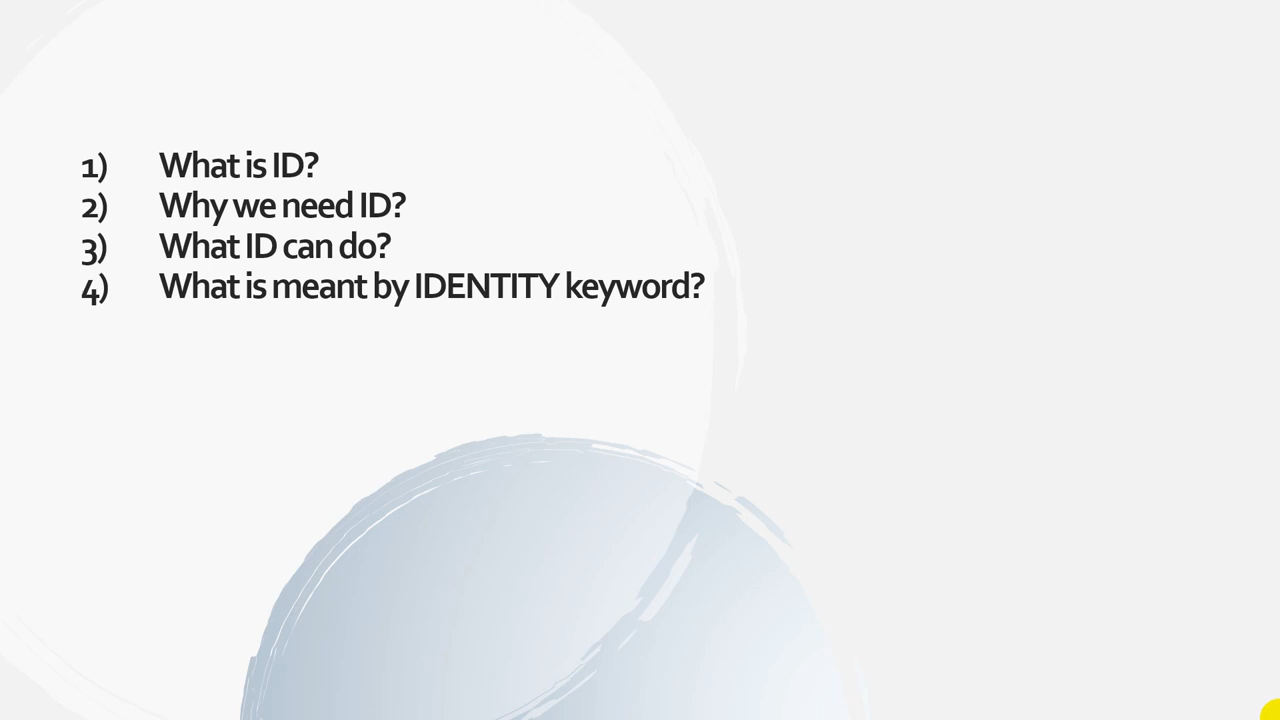 1) What is ID?
2) Why we need ID?
3) What ID can do?
4) What is meant by IDENTITY keyword?